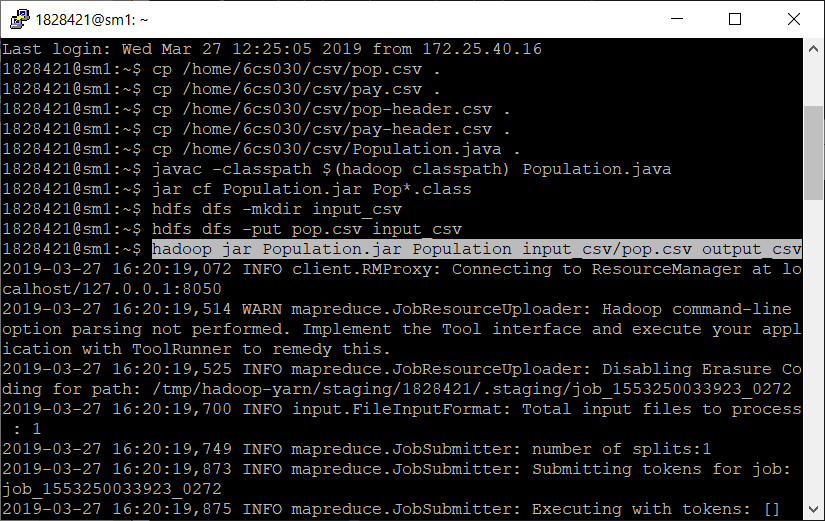 1828421@sm1: ~
Last login: Wed Mar 27 12:25:05 2019 from 172.25.40.16
1828421@sm1:~$ cp /home/6cs030/csv/pop.csv .
1828421@sm1:~$ cp /home/6cs030/csv/pay.csv .
1828421@sm1:~$ cp /home/6cs030/csv/pop-header.csv .
1828421@sm1:~$ cp /home/6cs030/csv/pay-header.csv .
1828421@sm1:~$ cp /home/6cs030/csv/Population.java .
1828421@sm1:~$ javac -classpath $(hadoop classpath) Population.java
1828421@sm1:~$ jar cf Population.jar Pop*.class
1828421@sm1:~$ hdfs dfs -mkdir input_csv
1828421@sm1:~$ hdfs dfs -put pop.csv input_csv
1828421@sm1:~$ hadoop jar Population.jar Population input_csv/pop.csv output_csv
2019-03-27 16:20:19,072 INFO client.RMProxy: Connecting to ResourceManager at lo
calhost/127.0.0.1:8050
2019-03-27 16:20:19,514 WARN mapreduce.JobResourceUploader: Hadoop command-line
option parsing not performed. Implement the Tool interface and execute your appl
ication with ToolRunner to remedy this.
2019-03-27 16:20:19,525 INFO mapreduce.JobResourceUploader: Disabling Erasure Co
ding for path: /tmp/hadoop-yarn/staging/1828421/.staging/job_1553250033923_0272
2019-03-27 16:20:19,700 INFO input.FileInputFormat: Total input files to process
 : 1
2019-03-27 16:20:19,749 INFO mapreduce.JobSubmitter: number of splits:1
2019-03-27 16:20:19,873 INFO mapreduce.JobSubmitter: Submitting tokens for job:
job_1553250033923_0272
2019-03-27 16:20:19,875 INFO mapreduce.JobSubmitter: Executing with tokens: []